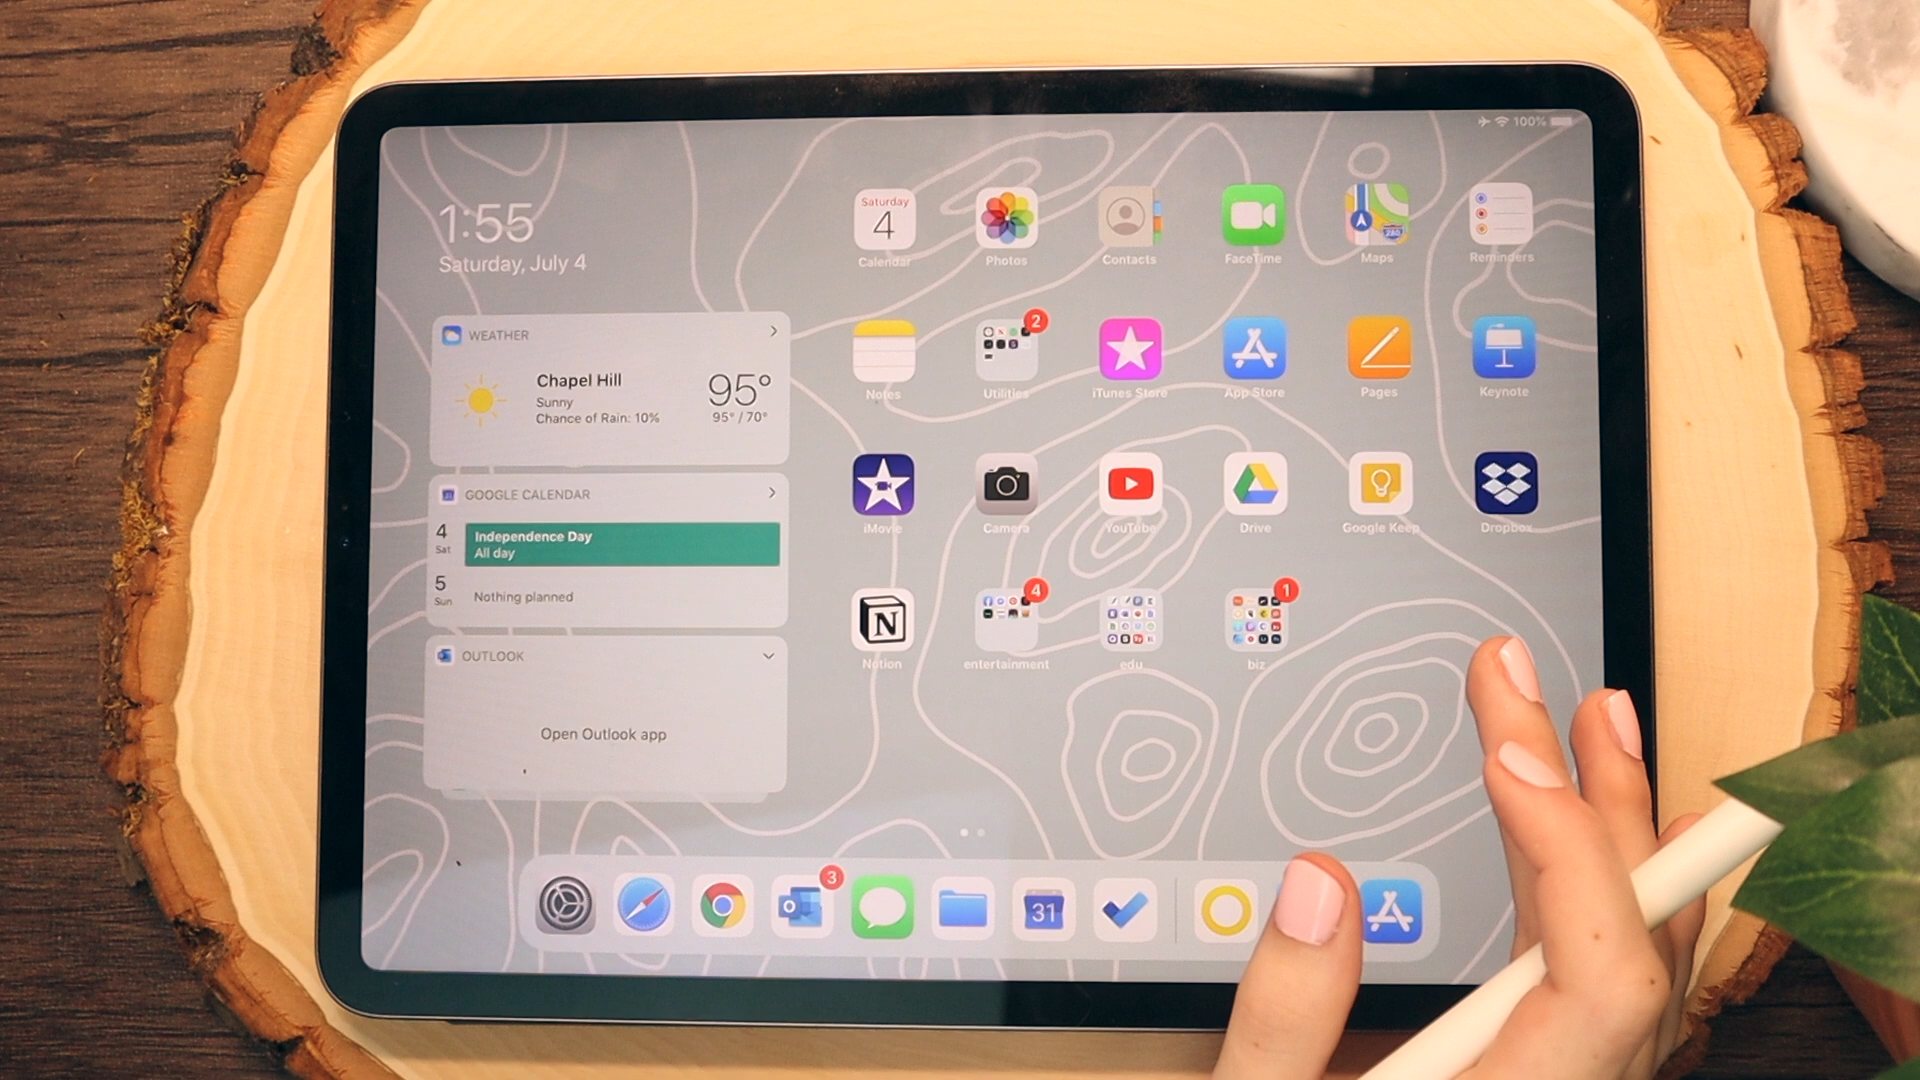 100%
1:55
Saturday, July 4
WEATHER
Chapel Hill
Sunny
Chance of Rain: 10%
95°
95° / 70°
GOOGLE CALENDAR
4
Sat
Independence Day
All day
5
Sun
Nothing planned
OUTLOOK
Open Outlook app
Saturday
4
280
Calendar Photos Contacts FaceTime Maps Reminders
2
Notes Utilities iTunes Store App Store Pages Keynote
iMovie Camera YouTube Drive Google Keep Dropbox
N
4
1
Notion entertainment edu biz
3
31